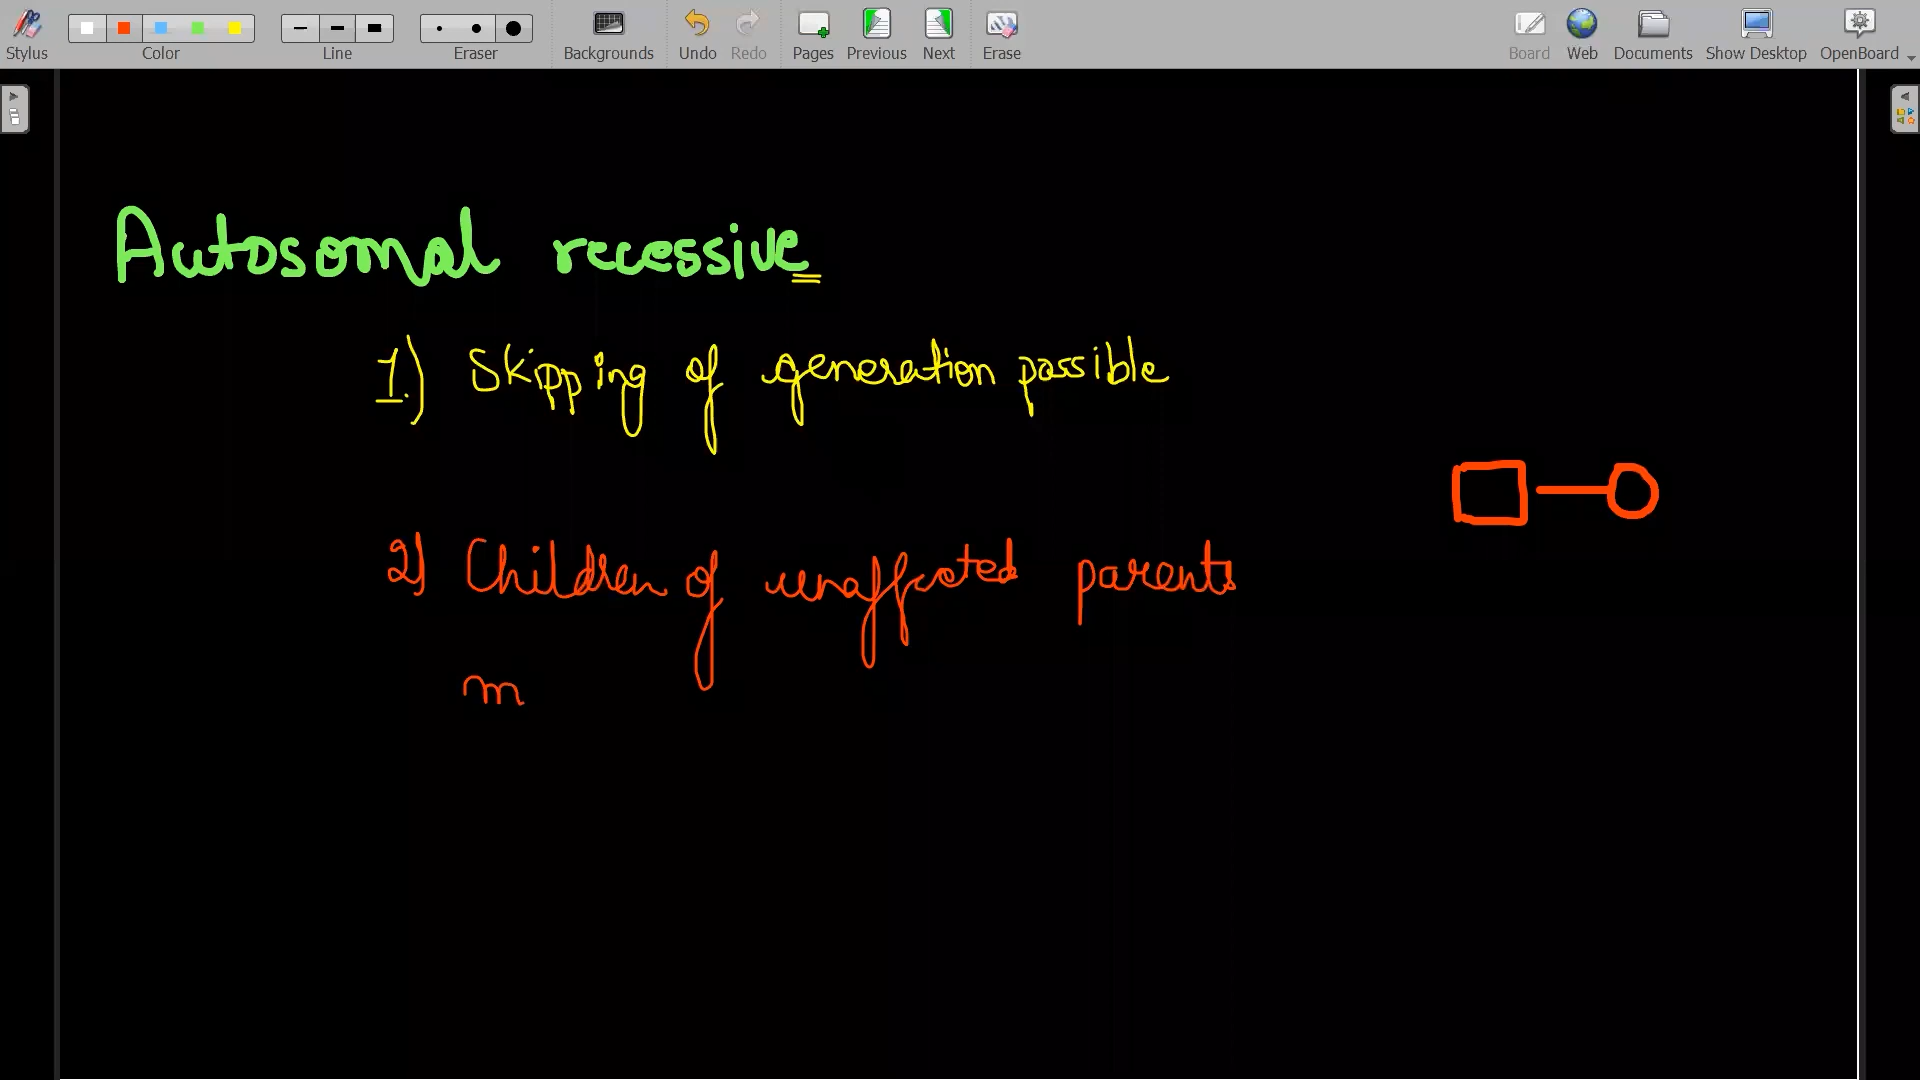 Stylus
Color
Line
Eraser
Backgrounds
Undo
Redo
Pages
Previous
Next
Erase
Board
Web
Documents
Show Desktop
OpenBoard
Autosomal recessive
1.) Skipping of generation possible
2) Children of unaffected parents
m